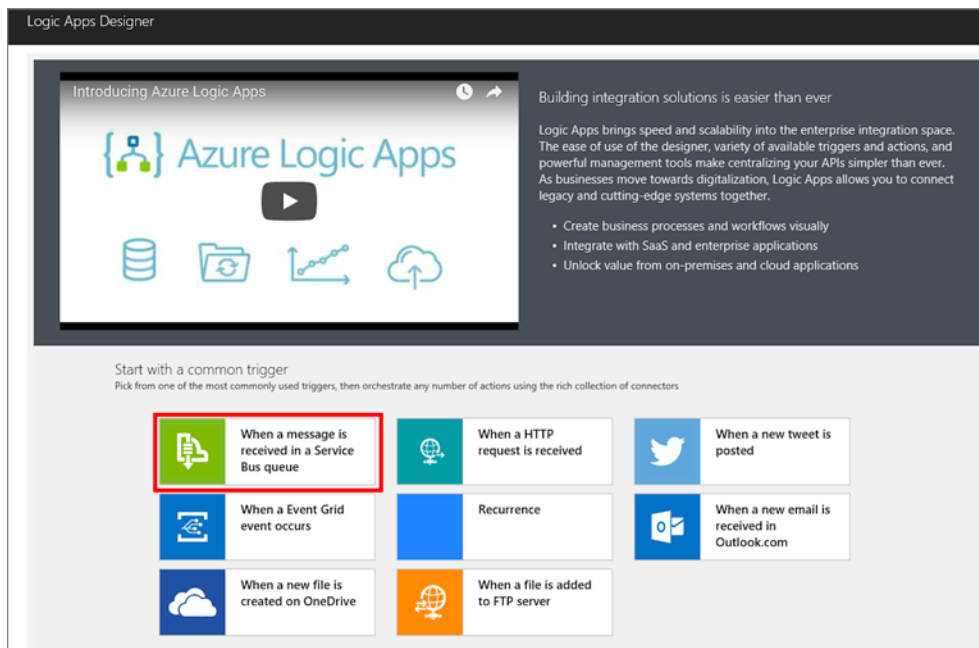 Logic Apps Designer
Introducing Azure Logic Apps
Azure Logic Apps
Building integration solutions is easier than ever
Logic Apps brings speed and scalability into the enterprise integration space.
The ease of use of the designer, variety of available triggers and actions, and
powerful management tools make centralizing your APIs simpler than ever.
As businesses move towards digitalization, Logic Apps allows you to connect
legacy and cutting-edge systems together.
• Create business processes and workflows visually
• Integrate with SaaS and enterprise applications
• Unlock value from on-premises and cloud applications
Start with a common trigger
Pick from one of the most commonly used triggers, then orchestrate any number of actions using the rich collection of connectors
When a message is
received in a Service
Bus queue
When a HTTP
request is received
When a new tweet is
posted
When a Event Grid
event occurs
Recurrence
When a new email is
received in
Outlook.com
When a new file is
created on OneDrive
When a file is added
to FTP server